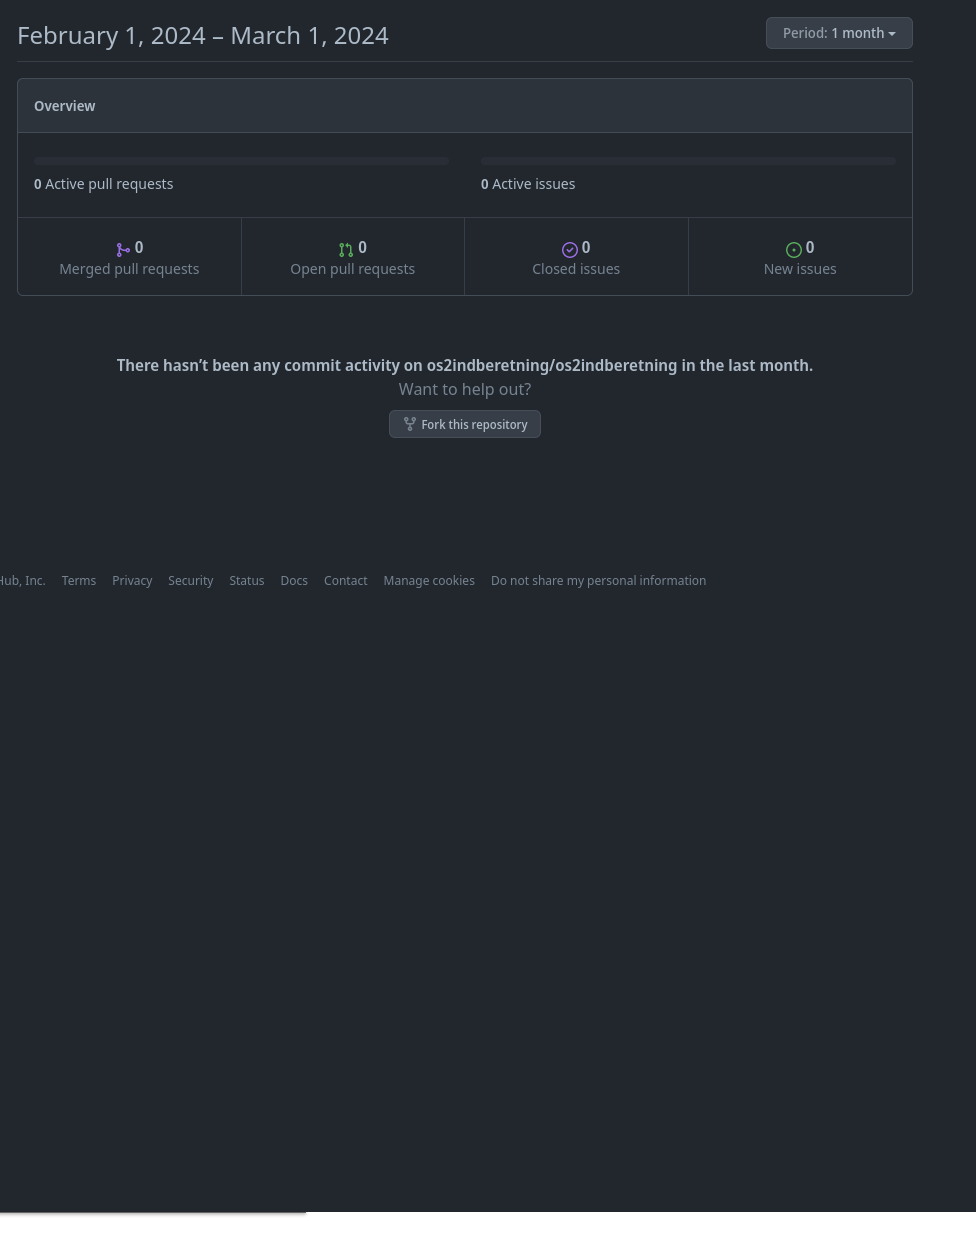 February 1, 2024 – March 1, 2024
Period: 1 month
Overview
0 Active pull requests
0 Active issues
0
Merged pull requests
0
Open pull requests
0
Closed issues
0
New issues
There hasn’t been any commit activity on os2indberetning/os2indberetning in the last month.
Want to help out?
Fork this repository
Hub, Inc. Terms Privacy Security Status Docs Contact Manage cookies Do not share my personal information